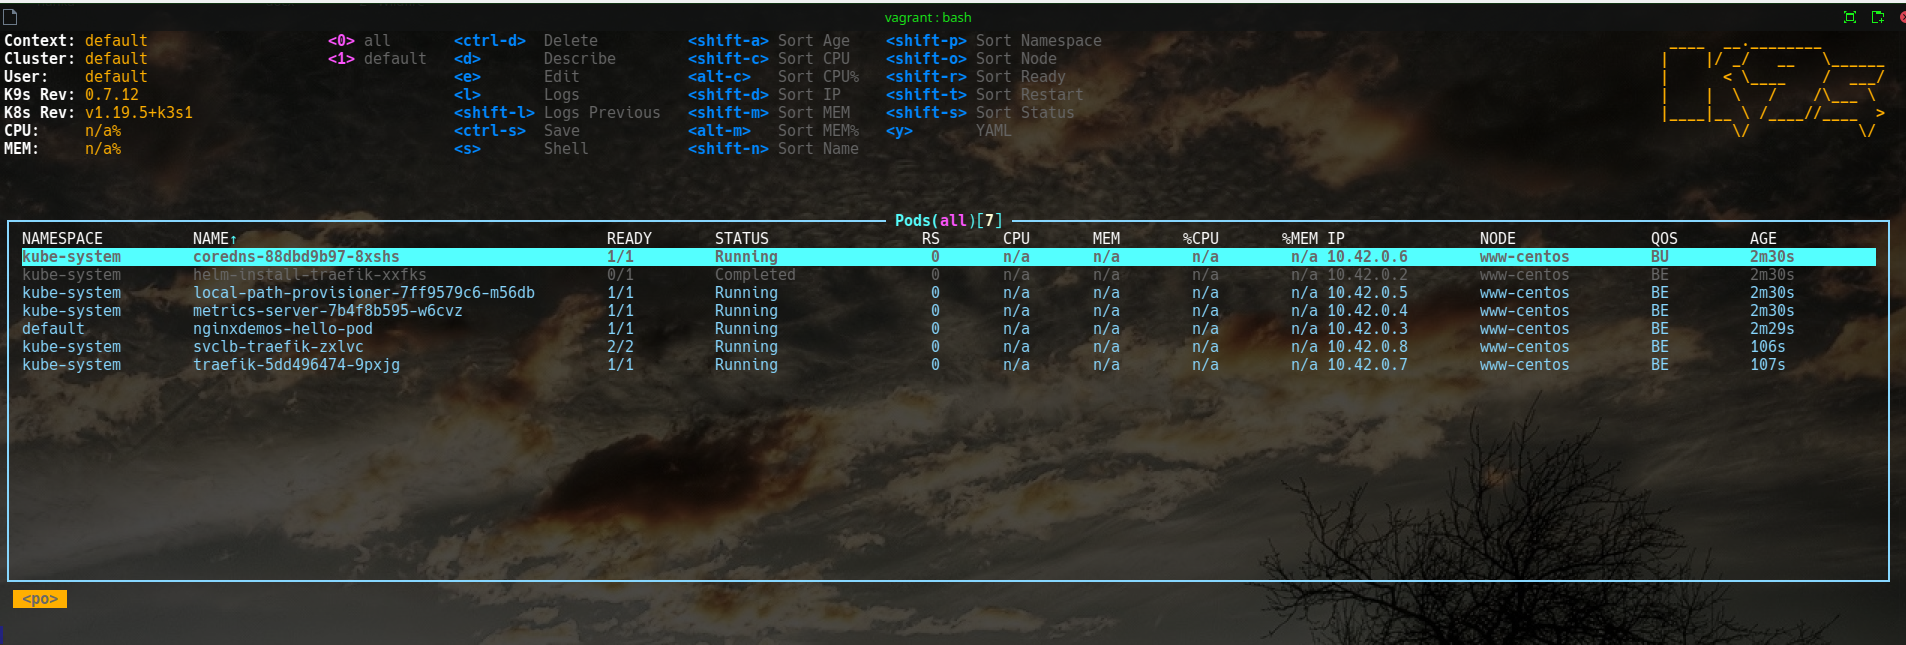 vagrant : bash
Context: default <0> all <ctrl-d> Delete <shift-a> Sort Age <shift-p> Sort Namespace
Cluster: default <1> default <d> Describe <shift-c> Sort CPU <shift-o> Sort Node
User: default <e> Edit <alt-c> Sort CPU% <shift-r> Sort Ready
K9s Rev: 0.7.12 <l> Logs <shift-d> Sort IP <shift-t> Sort Restart
K8s Rev: v1.19.5+k3s1 <shift-l> Logs Previous <shift-m> Sort MEM <shift-s> Sort Status
CPU: n/a% <ctrl-s> Save <alt-m> Sort MEM% <y> YAML
MEM: n/a% <s> Shell <shift-n> Sort Name
Pods(all)[7]
NAMESPACE NAME↑ READY STATUS RS CPU MEM %CPU %MEM IP NODE QOS AGE
kube-system coredns-88dbd9b97-8xshs 1/1 Running 0 n/a n/a n/a n/a 10.42.0.6 www-centos BU 2m30s
kube-system helm-install-traefik-xxfks 0/1 Completed 0 n/a n/a n/a n/a 10.42.0.2 www-centos BE 2m30s
kube-system local-path-provisioner-7ff9579c6-m56db 1/1 Running 0 n/a n/a n/a n/a 10.42.0.5 www-centos BE 2m30s
kube-system metrics-server-7b4f8b595-w6cvz 1/1 Running 0 n/a n/a n/a n/a 10.42.0.4 www-centos BE 2m30s
default nginxdemos-hello-pod 1/1 Running 0 n/a n/a n/a n/a 10.42.0.3 www-centos BE 2m29s
kube-system svclb-traefik-zxlvc 2/2 Running 0 n/a n/a n/a n/a 10.42.0.8 www-centos BE 106s
kube-system traefik-5dd496474-9pxjg 1/1 Running 0 n/a n/a n/a n/a 10.42.0.7 www-centos BE 107s
<po>